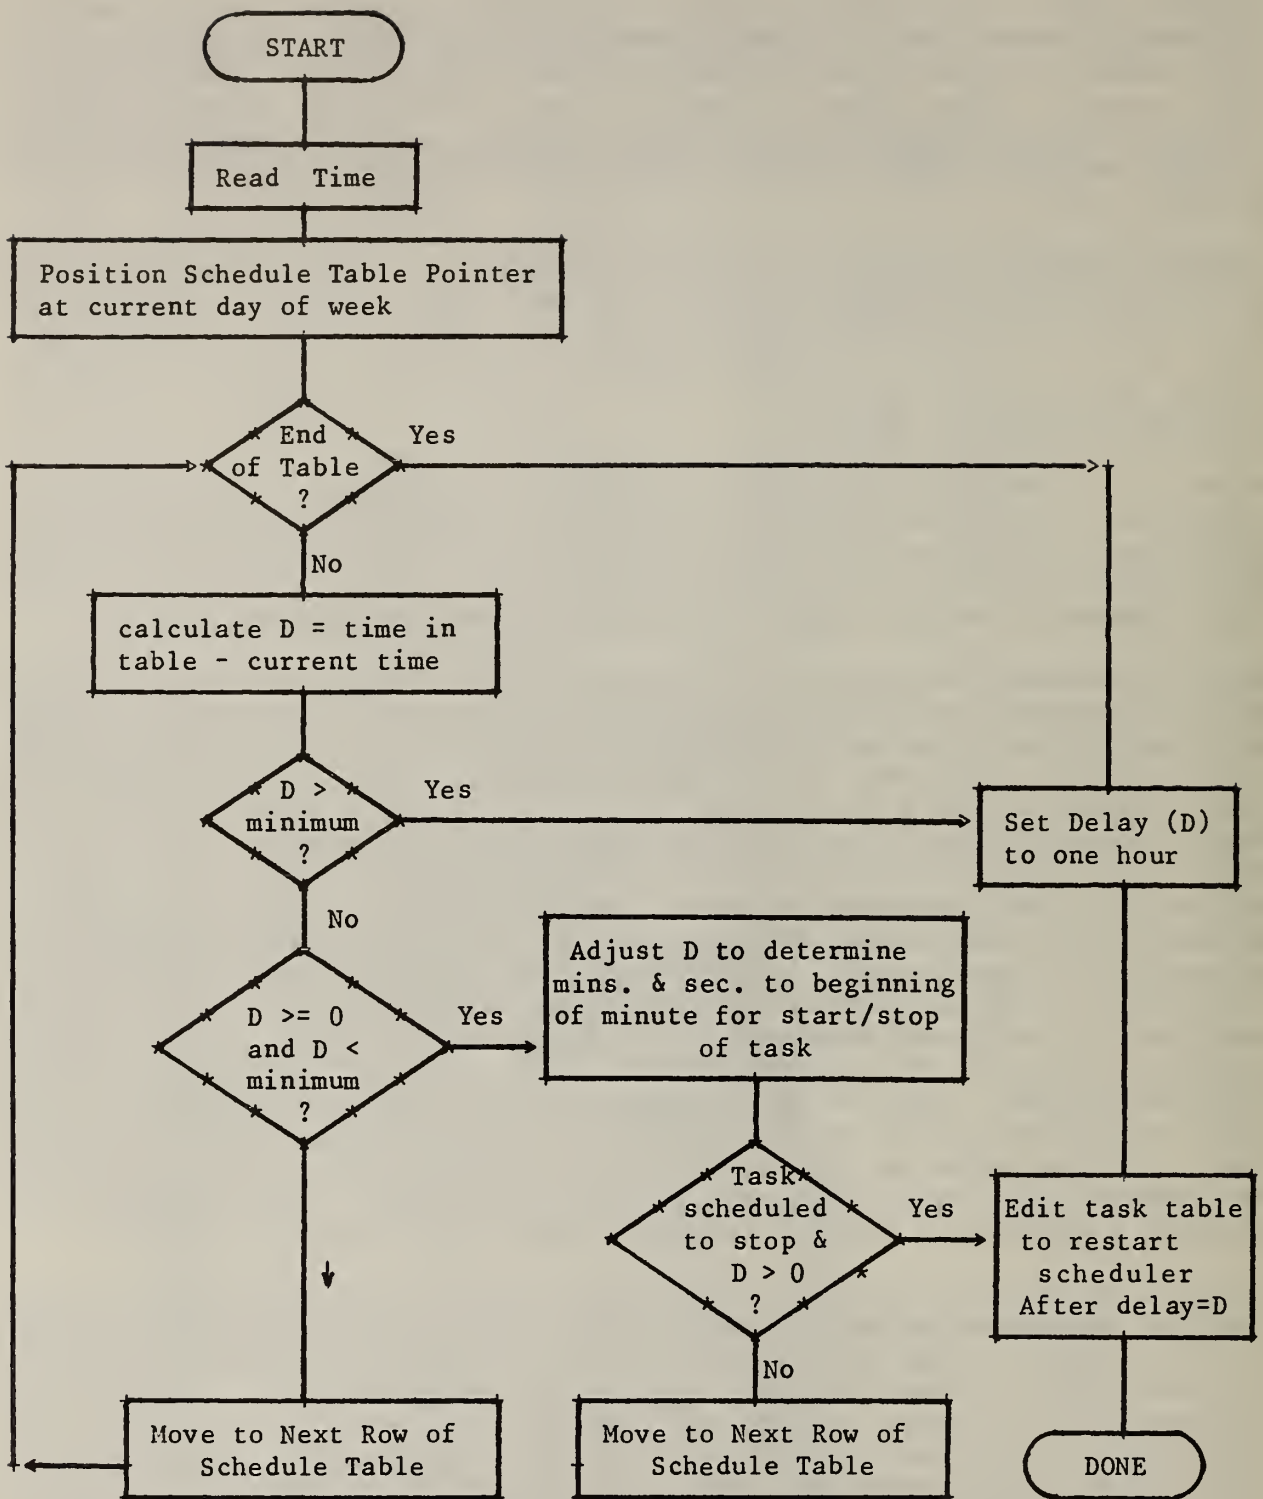 START
Read Time
Position Schedule Table Pointer
at current day of week
End
of Table
?
Yes
No
calculate D = time in
table - current time
D >
minimum
?
Yes
Set Delay (D)
to one hour
No
D >= 0
and D <
minimum
?
Yes
Adjust D to determine
mins. & sec. to beginning
of minute for start/stop
of task
Task
scheduled
to stop &
D > 0
?
Yes
Edit task table
to restart
scheduler
After delay=D
No
Move to Next Row of
Schedule Table
Move to Next Row of
Schedule Table
DONE